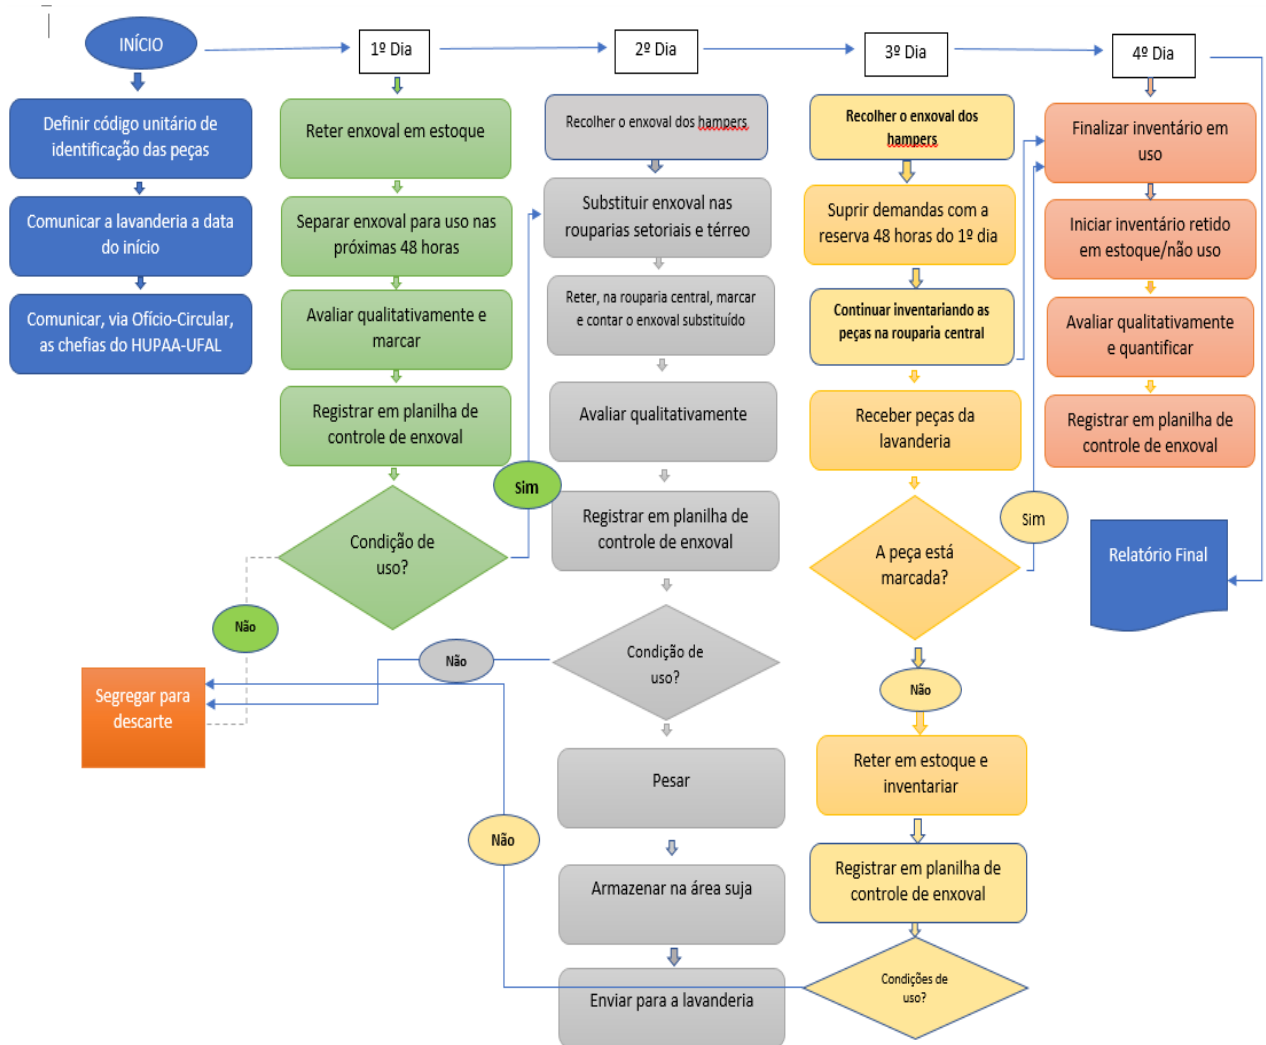 INÍCIO
1º Dia
2º Dia
3º Dia
4º Dia
Definir código unitário de
identificação das peças
Comunicar a lavanderia a data
do início
Comunicar, via Ofício-Circular,
as chefias do HUPAA-UFAL
Reter enxoval em estoque
Separar enxoval para uso nas
próximas 48 horas
Avaliar qualitativamente e
marcar
Registrar em planilha de
controle de enxoval
Condição de
uso?
Sim
Não
Segregar para
descarte
Recolher o enxoval dos hampers
Substituir enxoval nas
rouparias setoriais e térreo
Reter, na rouparia central, marcar
e contar o enxoval substituído
Avaliar qualitativamente
Registrar em planilha de
controle de enxoval
Condição de
uso?
Não
Pesar
Armazenar na área suja
Enviar para a lavanderia
Recolher o enxoval dos
hampers
Suprir demandas com a
reserva 48 horas do 1º dia
Continuar inventariando as
peças na rouparia central
Receber peças da
lavanderia
A peça está
marcada?
Sim
Não
Reter em estoque e
inventariar
Registrar em planilha de
controle de enxoval
Condições de
uso?
Não
Finalizar inventário em
uso
Iniciar inventário retido
em estoque/não uso
Avaliar qualitativamente
e quantificar
Registrar em planilha de
controle de enxoval
Relatório Final